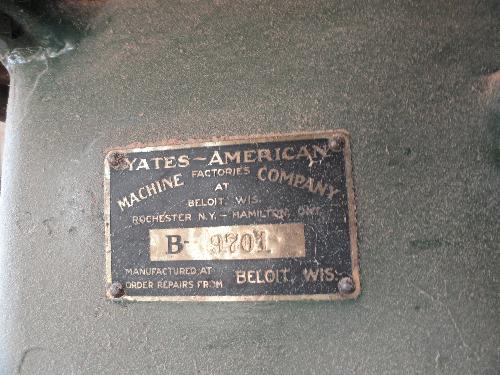 YATES-AMERICAN
MACHINE FACTORIES COMPANY
AT
BELOIT, WIS.
ROCHESTER N.Y. - HAMILTON, ONT.
B- 9701
MANUFACTURED AT
ORDER REPAIRS FROM BELOIT, WIS.